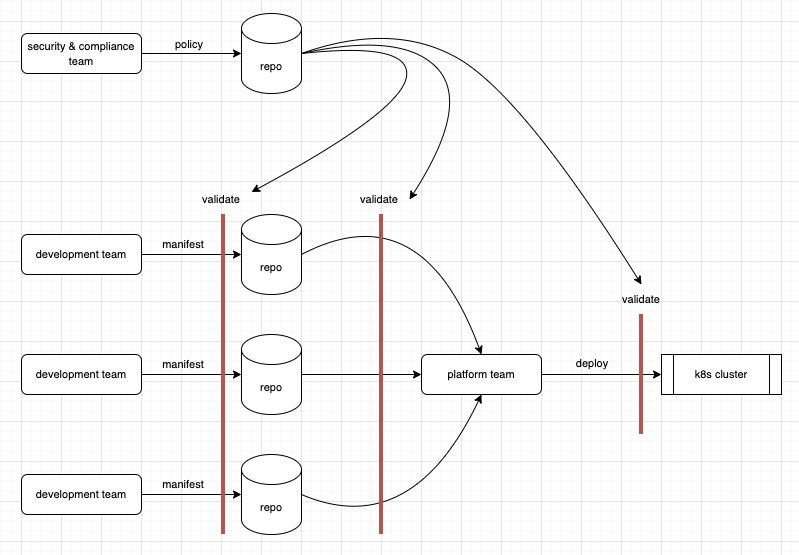 security & compliance
team
policy
repo
validate
validate
development team
manifest
repo
validate
development team
manifest
repo
platform team
deploy
k8s cluster
development team
manifest
repo